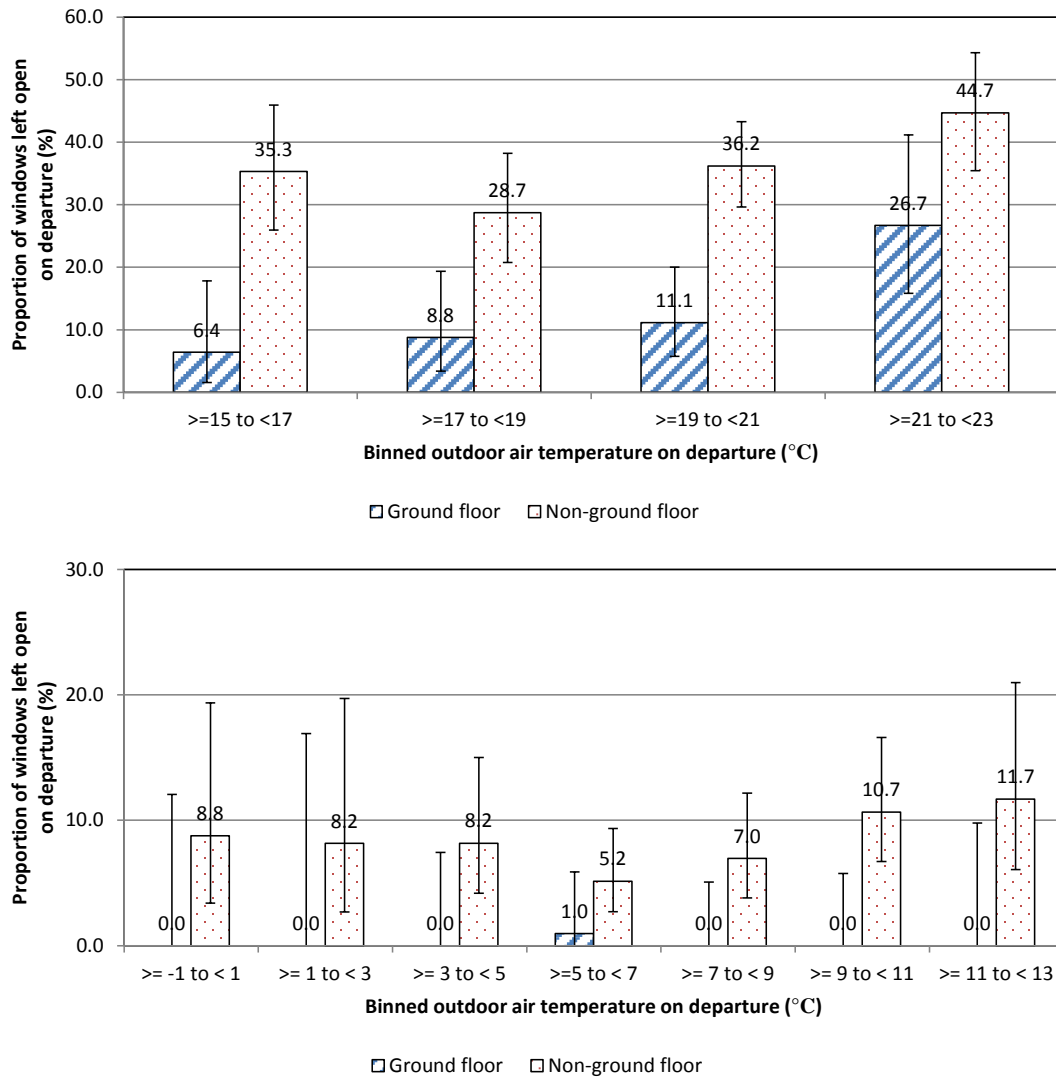 60.0
50.0
40.0
30.0
20.0
10.0
0.0
Proportion of windows left open
on departure (%)
6.4 35.3 8.8 28.7 11.1 36.2 26.7 44.7
>=15 to <17 >=17 to <19 >=19 to <21 >=21 to <23
Binned outdoor air temperature on departure (°C)
Ground floor Non-ground floor
30.0
20.0
10.0
0.0
Proportion of windows left open
on departure (%)
0.0 8.8 0.0 8.2 0.0 8.2 1.0 5.2 0.0 7.0 0.0 10.7 0.0 11.7
>= -1 to < 1 >= 1 to < 3 >= 3 to < 5 >=5 to < 7 >= 7 to < 9 >= 9 to < 11 >= 11 to < 13
Binned outdoor air temperature on departure (°C)
Ground floor Non-ground floor